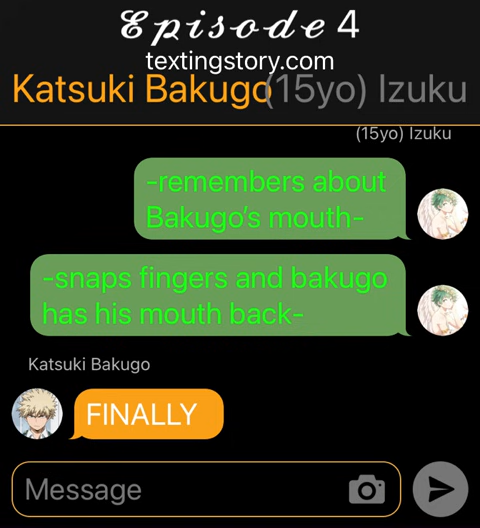 𝓔𝓹𝓲𝓼𝓸𝓭𝓮 4
textingstory.com
Katsuki Bakugo (15yo) Izuku
(15yo) Izuku
-remembers about
Bakugo's mouth-
-snaps fingers and bakugo
has his mouth back-
Katsuki Bakugo
FINALLY
Message